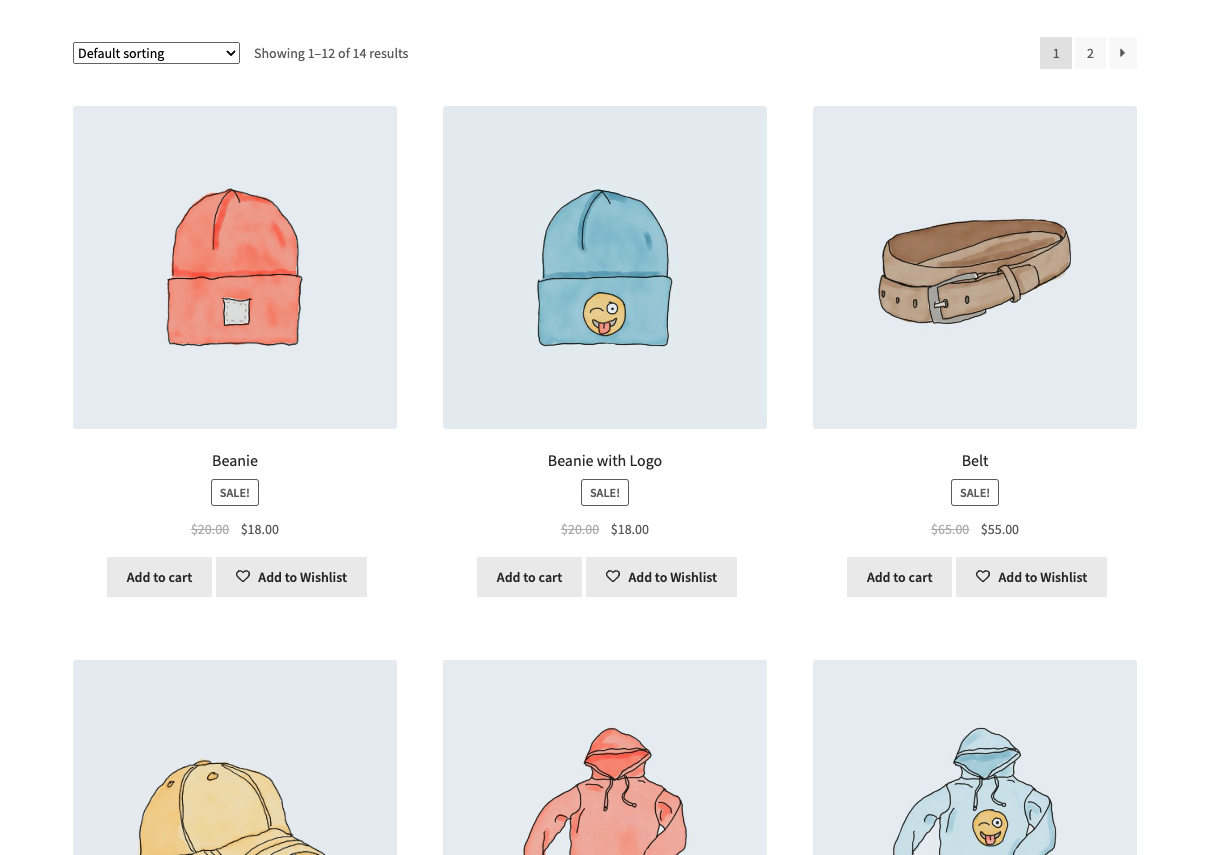 Default sorting
Showing 1–12 of 14 results
1 2
Beanie
SALE!
$20.00 $18.00
Add to cart
Add to Wishlist
Beanie with Logo
SALE!
$20.00 $18.00
Add to cart
Add to Wishlist
Belt
SALE!
$65.00 $55.00
Add to cart
Add to Wishlist